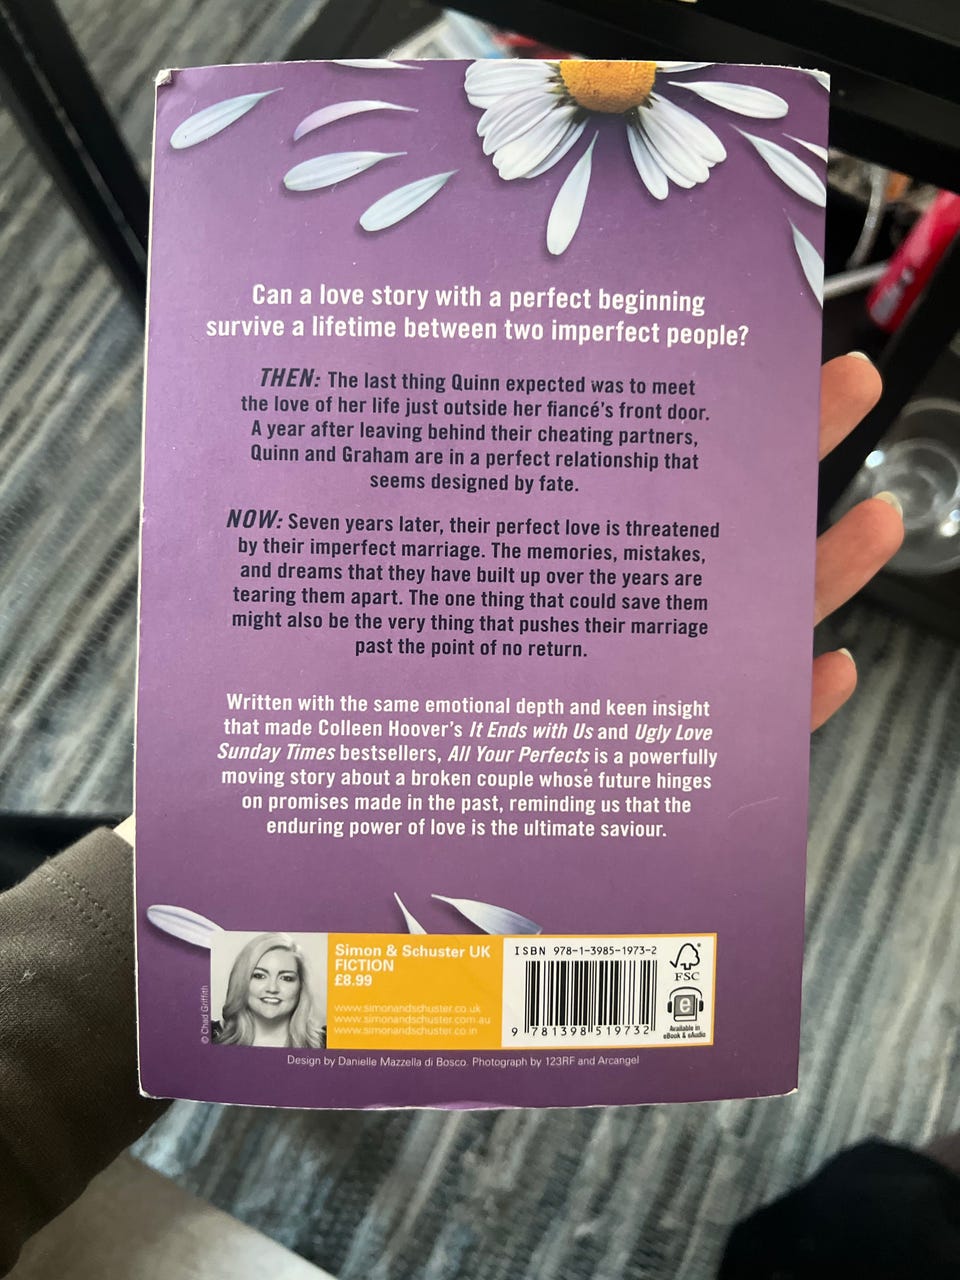 Can a love story with a perfect beginning
survive a lifetime between two imperfect people?
THEN: The last thing Quinn expected was to meet
the love of her life just outside her fiancé's front door.
A year after leaving behind their cheating partners,
Quinn and Graham are in a perfect relationship that
seems designed by fate.
NOW: Seven years later, their perfect love is threatened
by their imperfect marriage. The memories, mistakes,
and dreams that they have built up over the years are
tearing them apart. The one thing that could save them
might also be the very thing that pushes their marriage
past the point of no return.
Written with the same emotional depth and keen insight
that made Colleen Hoover's It Ends with Us and Ugly Love
Sunday Times bestsellers, All Your Perfects is a powerfully
moving story about a broken couple whose future hinges
on promises made in the past, reminding us that the
enduring power of love is the ultimate saviour.
© Chad Griffith
Simon & Schuster UK
FICTION
£8.99
www.simonandschuster.co.uk
www.simonandschuster.com.au
www.simonandschuster.co.in
ISBN 978-1-3985-1973-2
9 781398 519732
FSC
e
Available in
eBook & eAudio
Design by Danielle Mazzella di Bosco. Photograph by 123RF and Arcangel